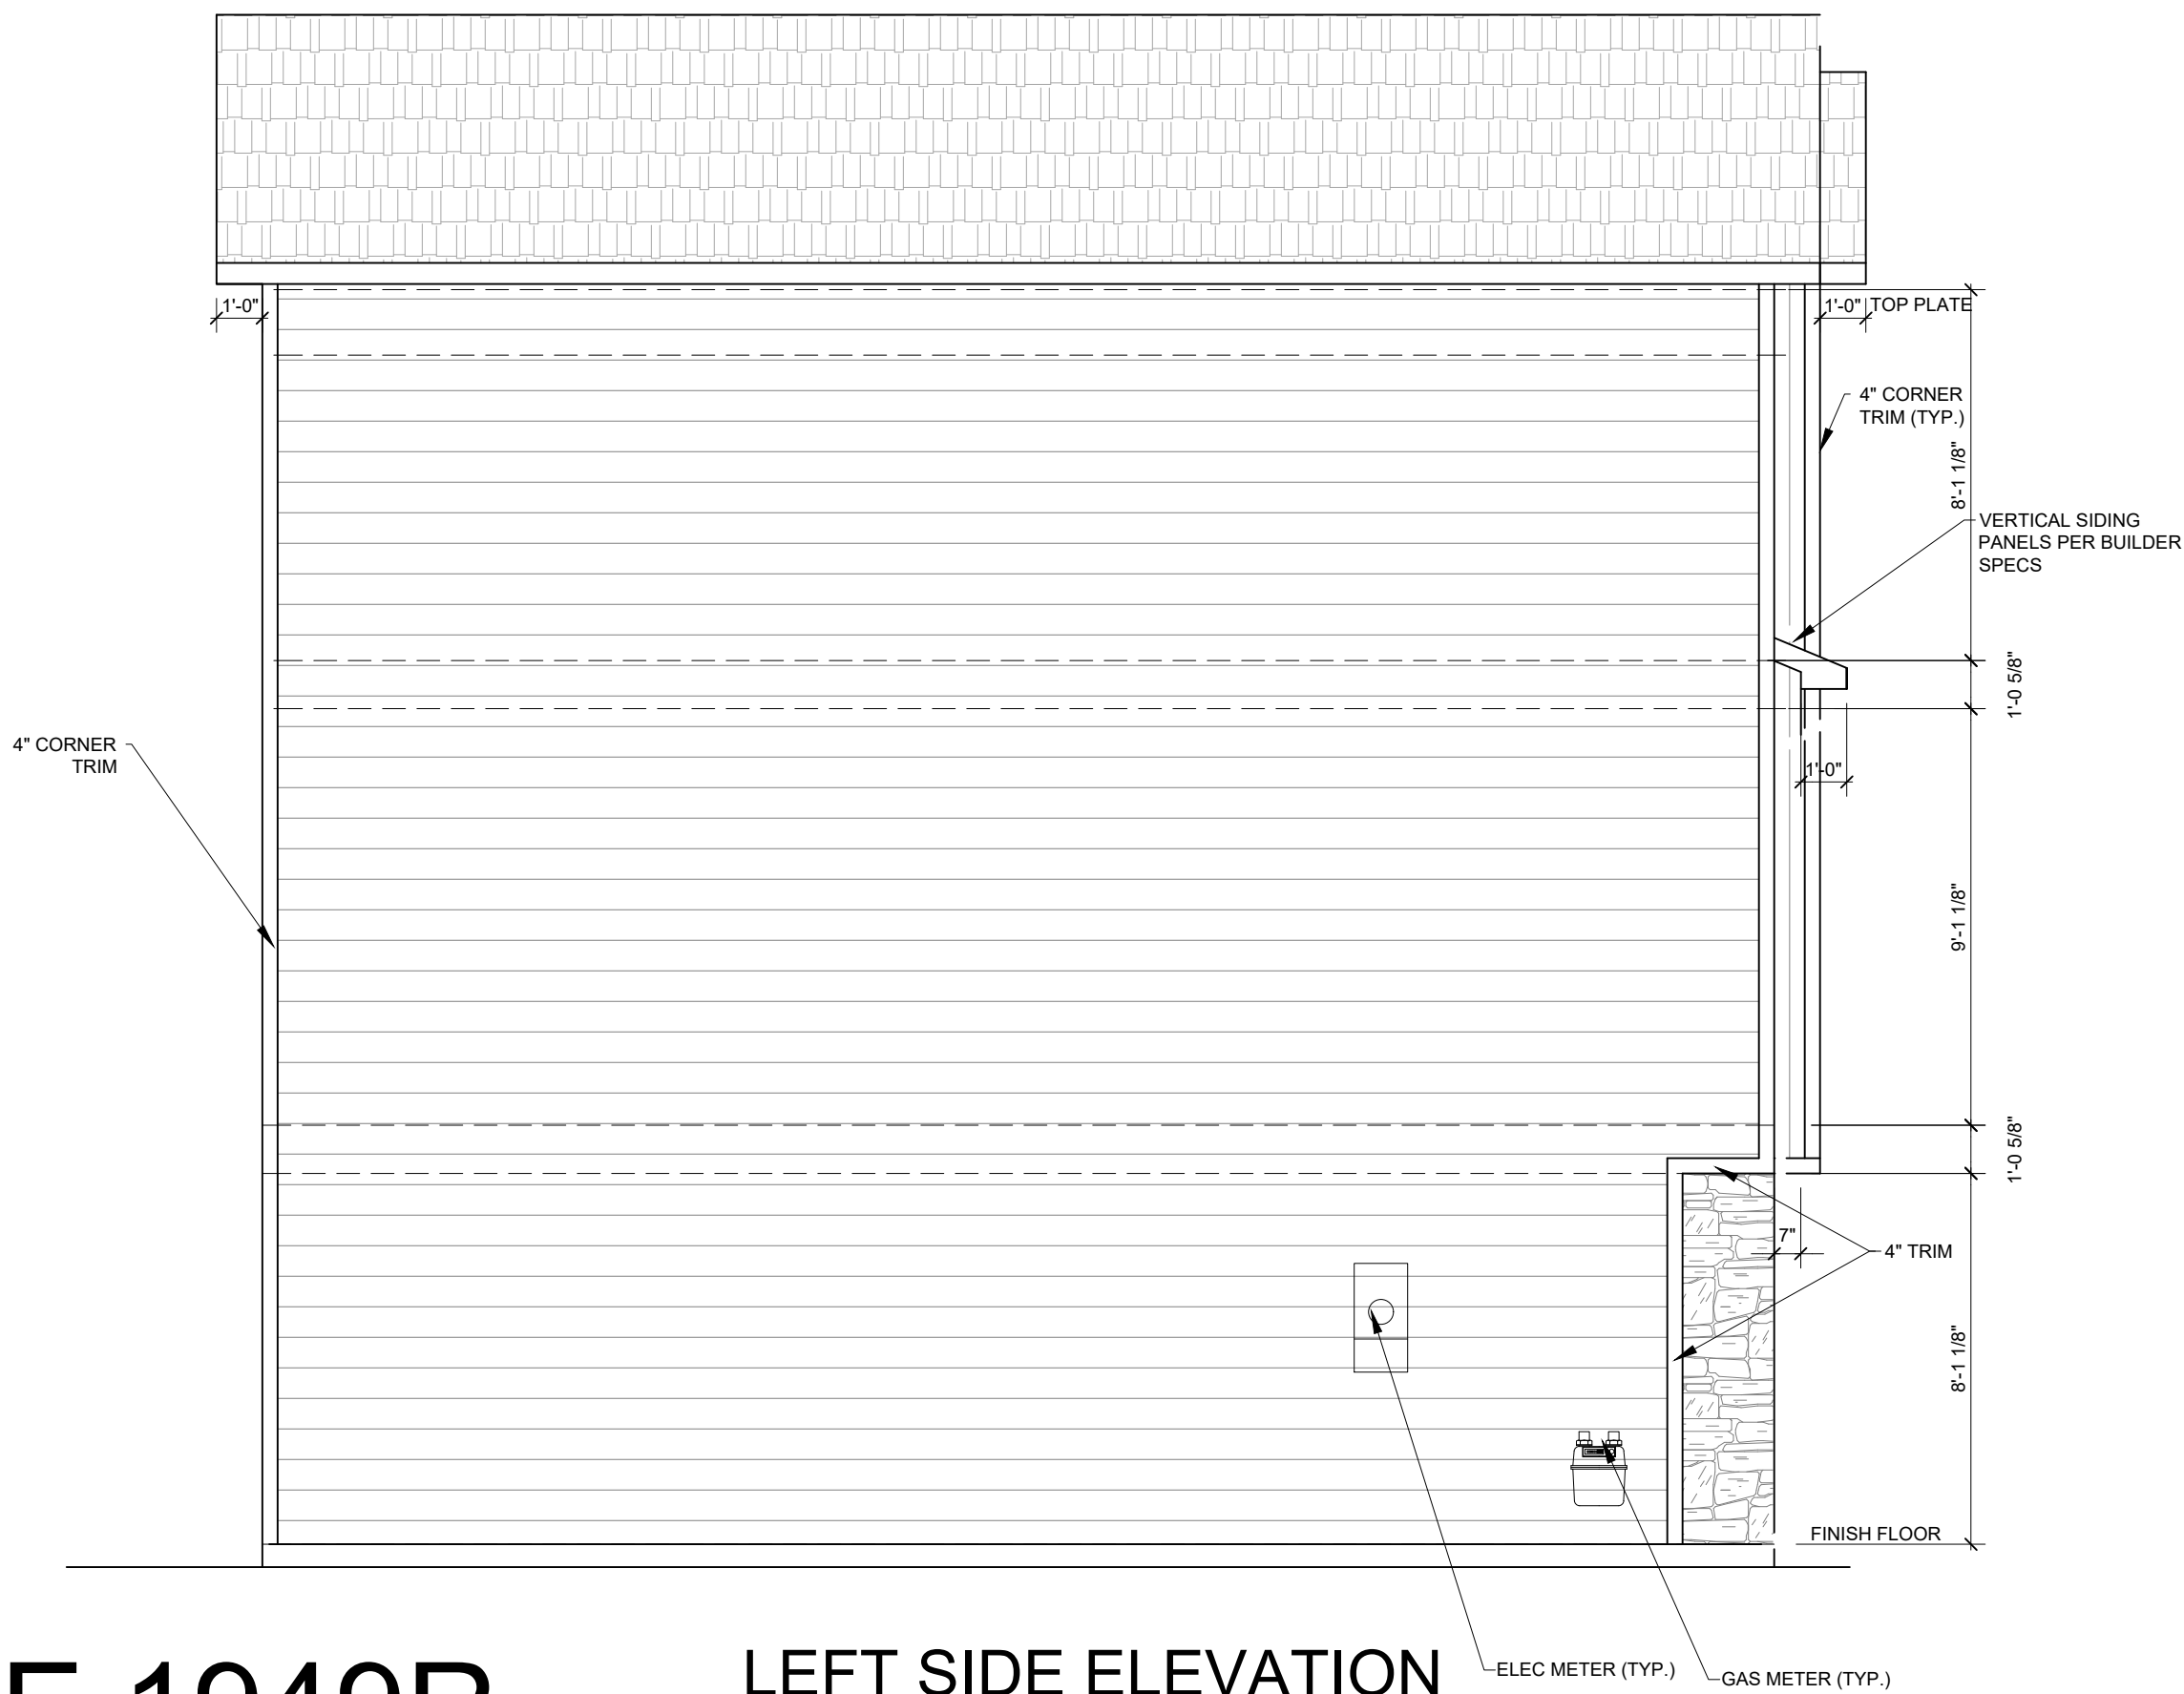 1'-0"
1'-0"
TOP PLATE
4" CORNER
TRIM (TYP.)
8'-1 1/8"
VERTICAL SIDING
PANELS PER BUILDER
SPECS
1'-0 5/8"
4" CORNER
TRIM
1'-0"
9'-1 1/8"
1'-0 5/8"
7"
4" TRIM
8'-1 1/8"
FINISH FLOOR
LEFT SIDE ELEVATION
ELEC METER (TYP.)
GAS METER (TYP.)